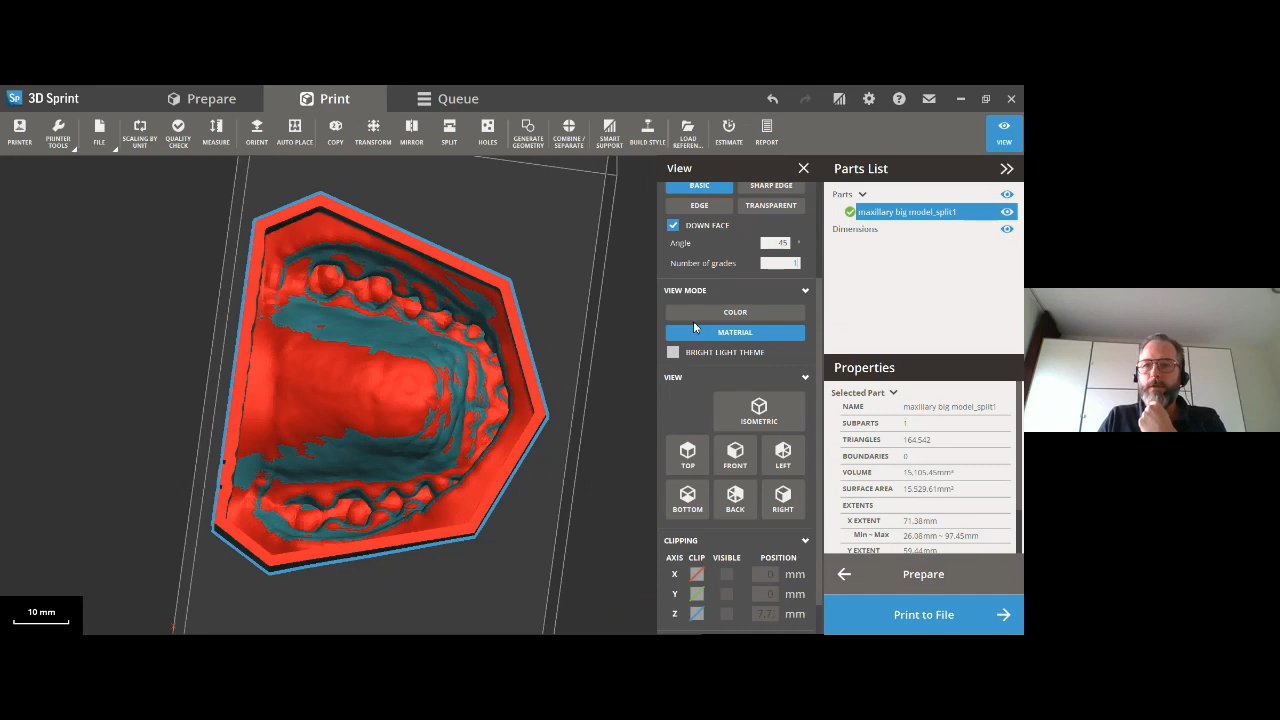 Sp 3D Sprint
Prepare
Print
Queue
PRINTER
PRINTER TOOLS
FILE
SCALING BY UNIT
QUALITY CHECK
MEASURE
ORIENT
AUTO PLACE
COPY
TRANSFORM
MIRROR
SPLIT
HOLES
GENERATE GEOMETRY
COMBINE / SEPARATE
SMART SUPPORT
BUILD STYLE
LOAD REFEREN...
ESTIMATE
REPORT
VIEW
View
BASIC
SHARP EDGE
EDGE
TRANSPARENT
DOWN FACE
Angle 45 °
Number of grades 1
VIEW MODE
COLOR
MATERIAL
BRIGHT LIGHT THEME
VIEW
ISOMETRIC
TOP
FRONT
LEFT
BOTTOM
BACK
RIGHT
CLIPPING
AXIS CLIP VISIBLE POSITION
X 0 mm
Y 0 mm
Z mm
Parts List
Parts
maxillary big model_split1
Dimensions
Properties
Selected Part
NAME maxillary big model_split1
SUBPARTS 1
TRIANGLES 164.542
BOUNDARIES 0
VOLUME 15,105.45mm³
SURFACE AREA 15.529.61mm²
EXTENTS
X EXTENT 71.38mm
Min ~ Max 26.08mm ~ 97.45mm
Y EXTENT 59.44mm
Prepare
Print to File
10 mm